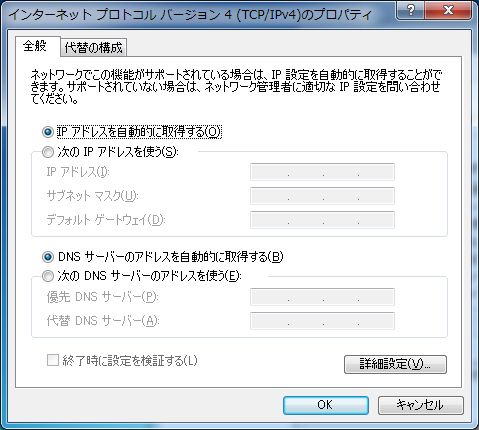 インターネット プロトコル バージョン 4 (TCP/IPv4)のプロパティ
全般
代替の構成
ネットワークでこの機能がサポートされている場合は、IP 設定を自動的に取得することがで
きます。サポートされていない場合は、ネットワーク管理者に適切な IP 設定を問い合わせ
てください。
IP アドレスを自動的に取得する(O)
次の IP アドレスを使う(S):
IP アドレス(I):
サブネット マスク(U):
デフォルト ゲートウェイ(D):
DNS サーバーのアドレスを自動的に取得する(B)
次の DNS サーバーのアドレスを使う(E):
優先 DNS サーバー(P):
代替 DNS サーバー(A):
終了時に設定を検証する(L)
詳細設定(V)...
OK
キャンセル